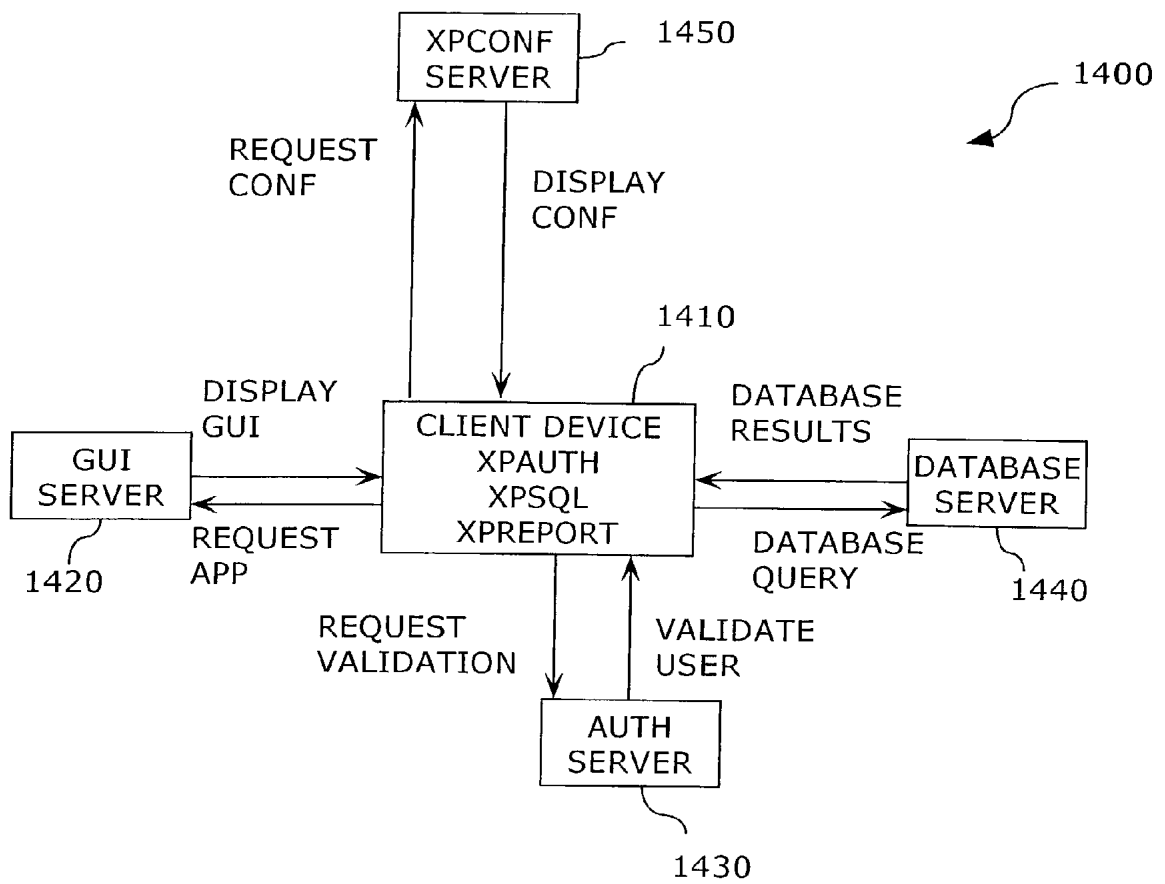 XPCONF
SERVER
1450
1400
REQUEST
CONF
DISPLAY
CONF
1410
DISPLAY
GUI
DATABASE
RESULTS
GUI
SERVER
CLIENT DEVICE
XPAUTH
XPSQL
XPREPORT
DATABASE
SERVER
REQUEST
APP
1420
DATABASE
QUERY
1440
REQUEST
VALIDATION
VALIDATE
USER
AUTH
SERVER
1430